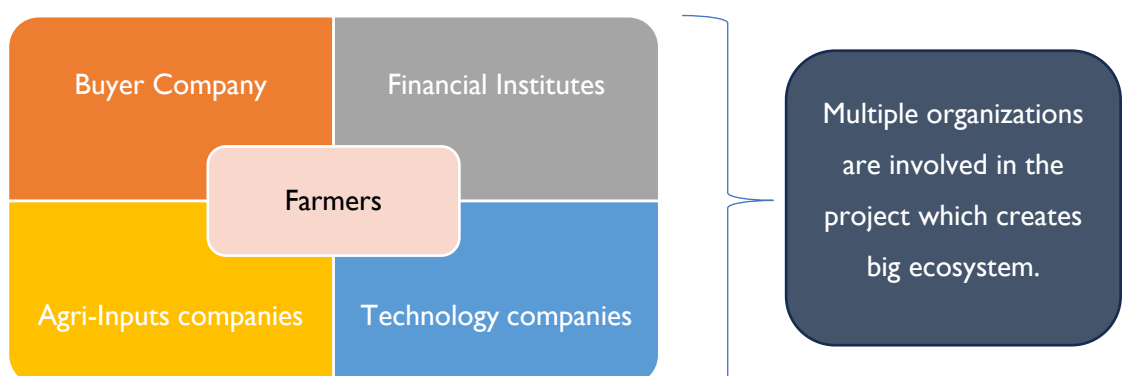 Buyer Company
Financial Institutes
Farmers
Agri-Inputs companies
Technology companies
Multiple organizations
are involved in the
project which creates
big ecosystem.